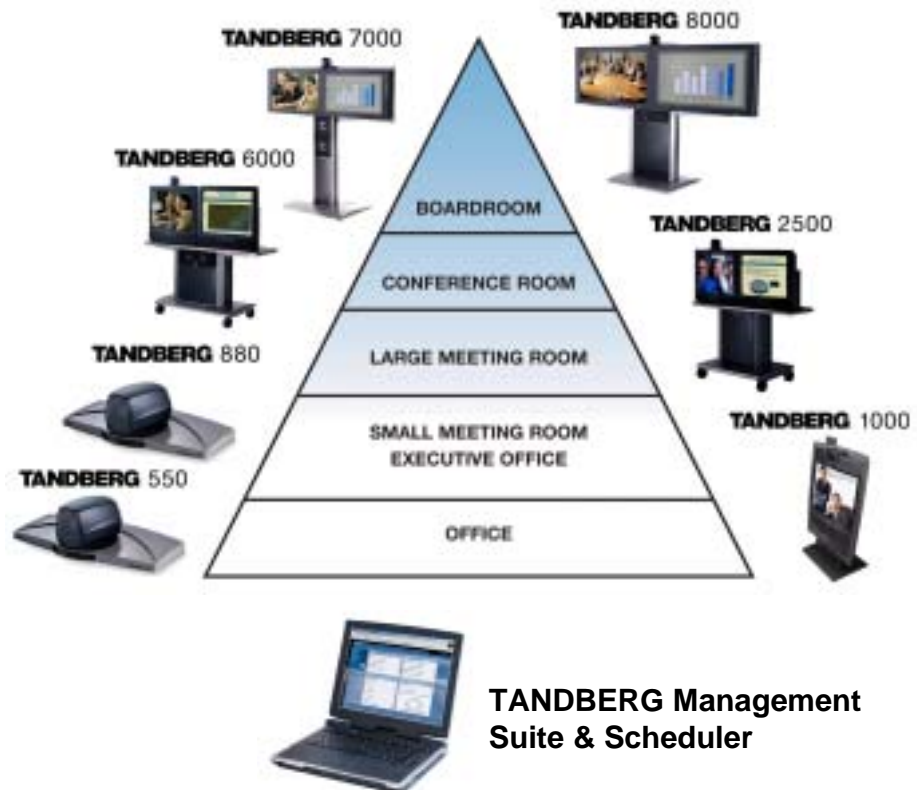 TANDBERG 8000
TANDBERG 7000
TANDBERG 6000
BOARDROOM
TANDBERG 2500
CONFERENCE ROOM
TANDBERG 880
LARGE MEETING ROOM
TANDBERG 1000
SMALL MEETING ROOM
EXECUTIVE OFFICE
TANDBERG 550
OFFICE
TANDBERG Management
Suite & Scheduler